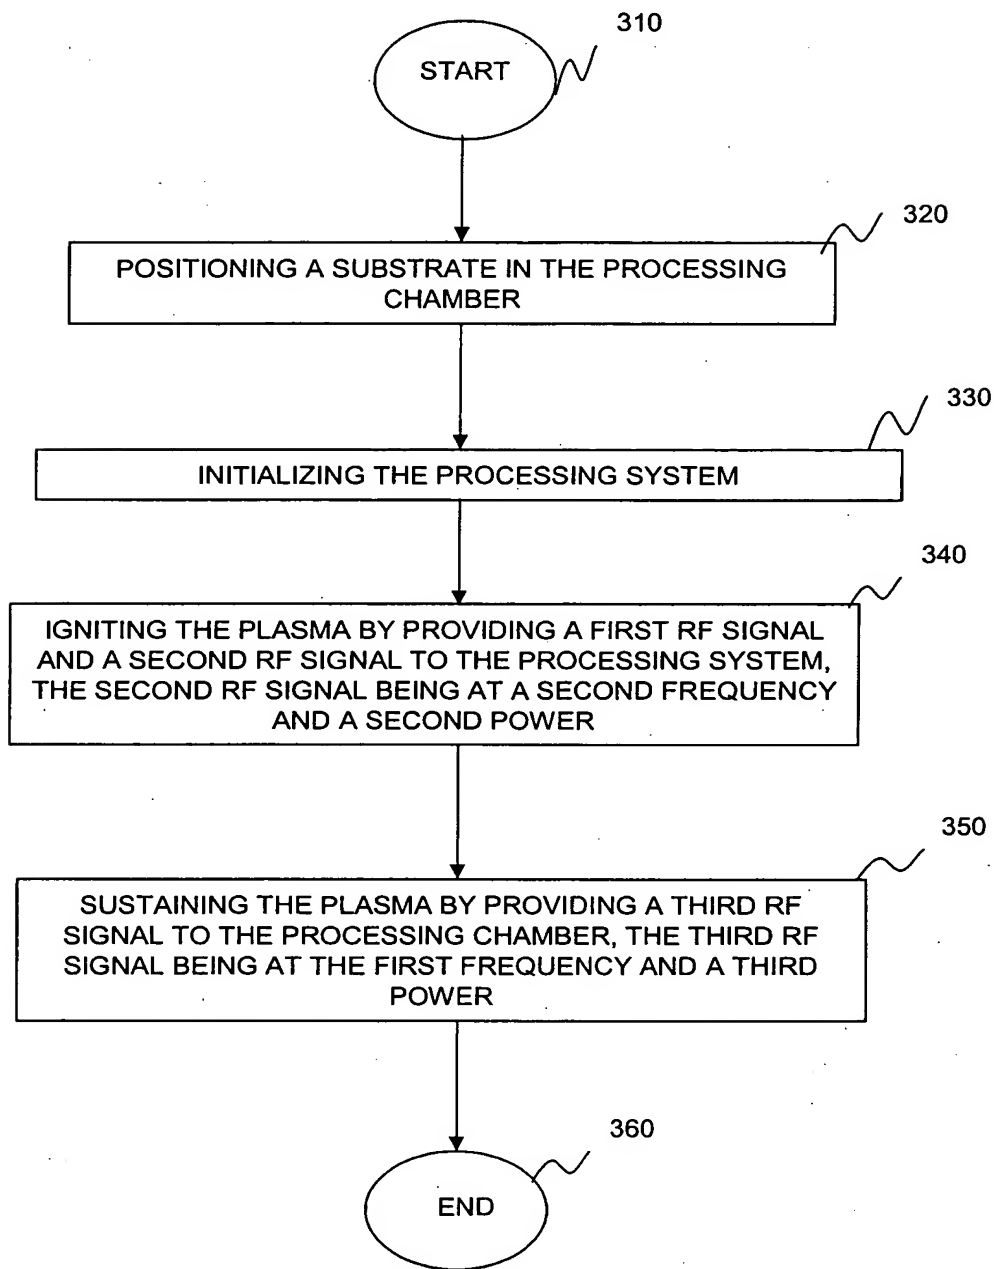 310
START
320
POSITIONING A SUBSTRATE IN THE PROCESSING
CHAMBER
330
INITIALIZING THE PROCESSING SYSTEM
340
IGNITING THE PLASMA BY PROVIDING A FIRST RF SIGNAL
AND A SECOND RF SIGNAL TO THE PROCESSING SYSTEM,
THE SECOND RF SIGNAL BEING AT A SECOND FREQUENCY
AND A SECOND POWER
350
SUSTAINING THE PLASMA BY PROVIDING A THIRD RF
SIGNAL TO THE PROCESSING CHAMBER, THE THIRD RF
SIGNAL BEING AT THE FIRST FREQUENCY AND A THIRD
POWER
360
END